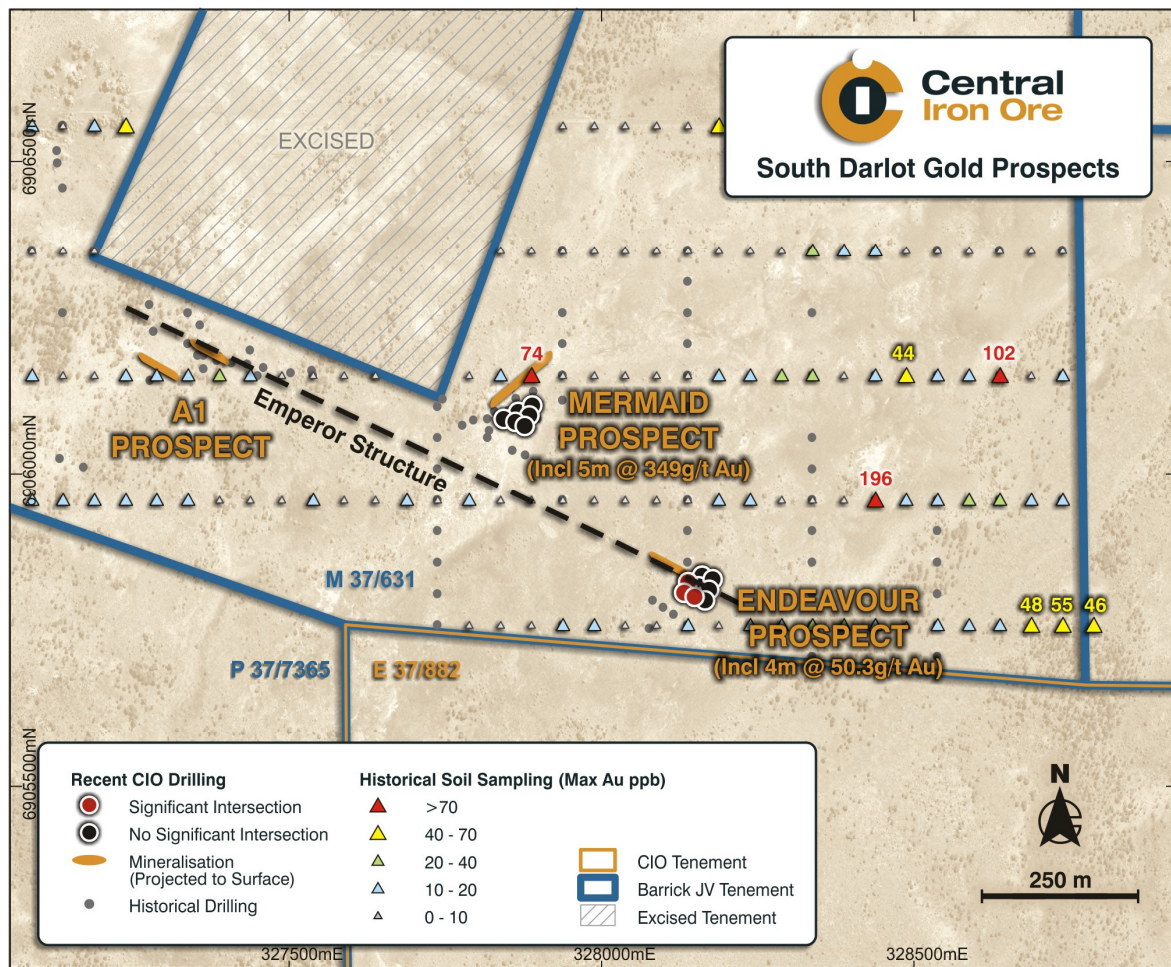 Central
Iron Ore
South Darlot Gold Prospects
EXCISED
6906500mN
74
44
102
MERMAID
PROSPECT
(Incl 5m @ 349g/t Au)
A1
PROSPECT
Emperor Structure
6906000mN
196
M 37/631
ENDEAVOUR
PROSPECT
(Incl 4m @ 50.3g/t Au)
48 55 46
P 37/7365
E 37/882
6905500mN
Recent CIO Drilling
Significant Intersection
No Significant Intersection
Mineralisation
(Projected to Surface)
Historical Drilling
Historical Soil Sampling (Max Au ppb)
>70
40 - 70
20 - 40
10 - 20
0 - 10
CIO Tenement
Barrick JV Tenement
Excised Tenement
N
250 m
327500mE
328000mE
328500mE